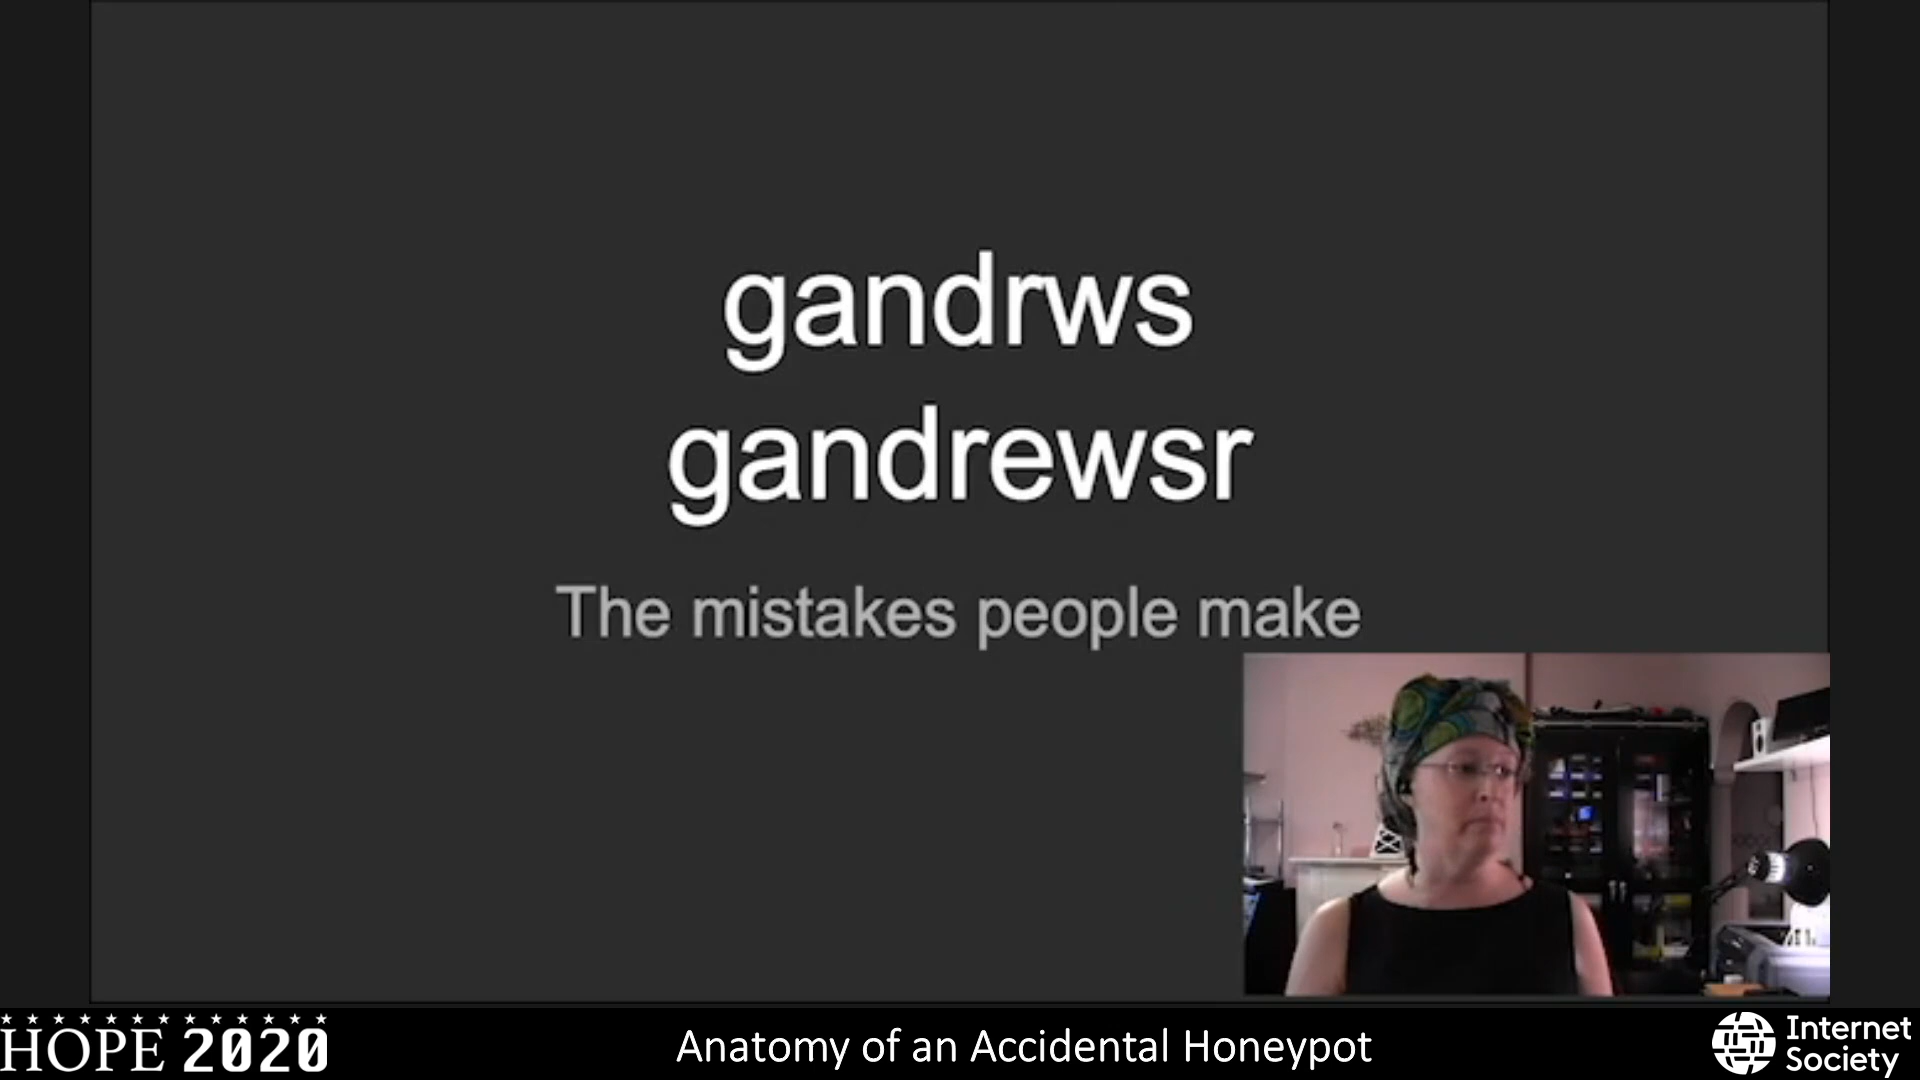 gandrws
gandrewsr
The mistakes people make
HOPE 2020
Anatomy of an Accidental Honeypot
Internet
Society